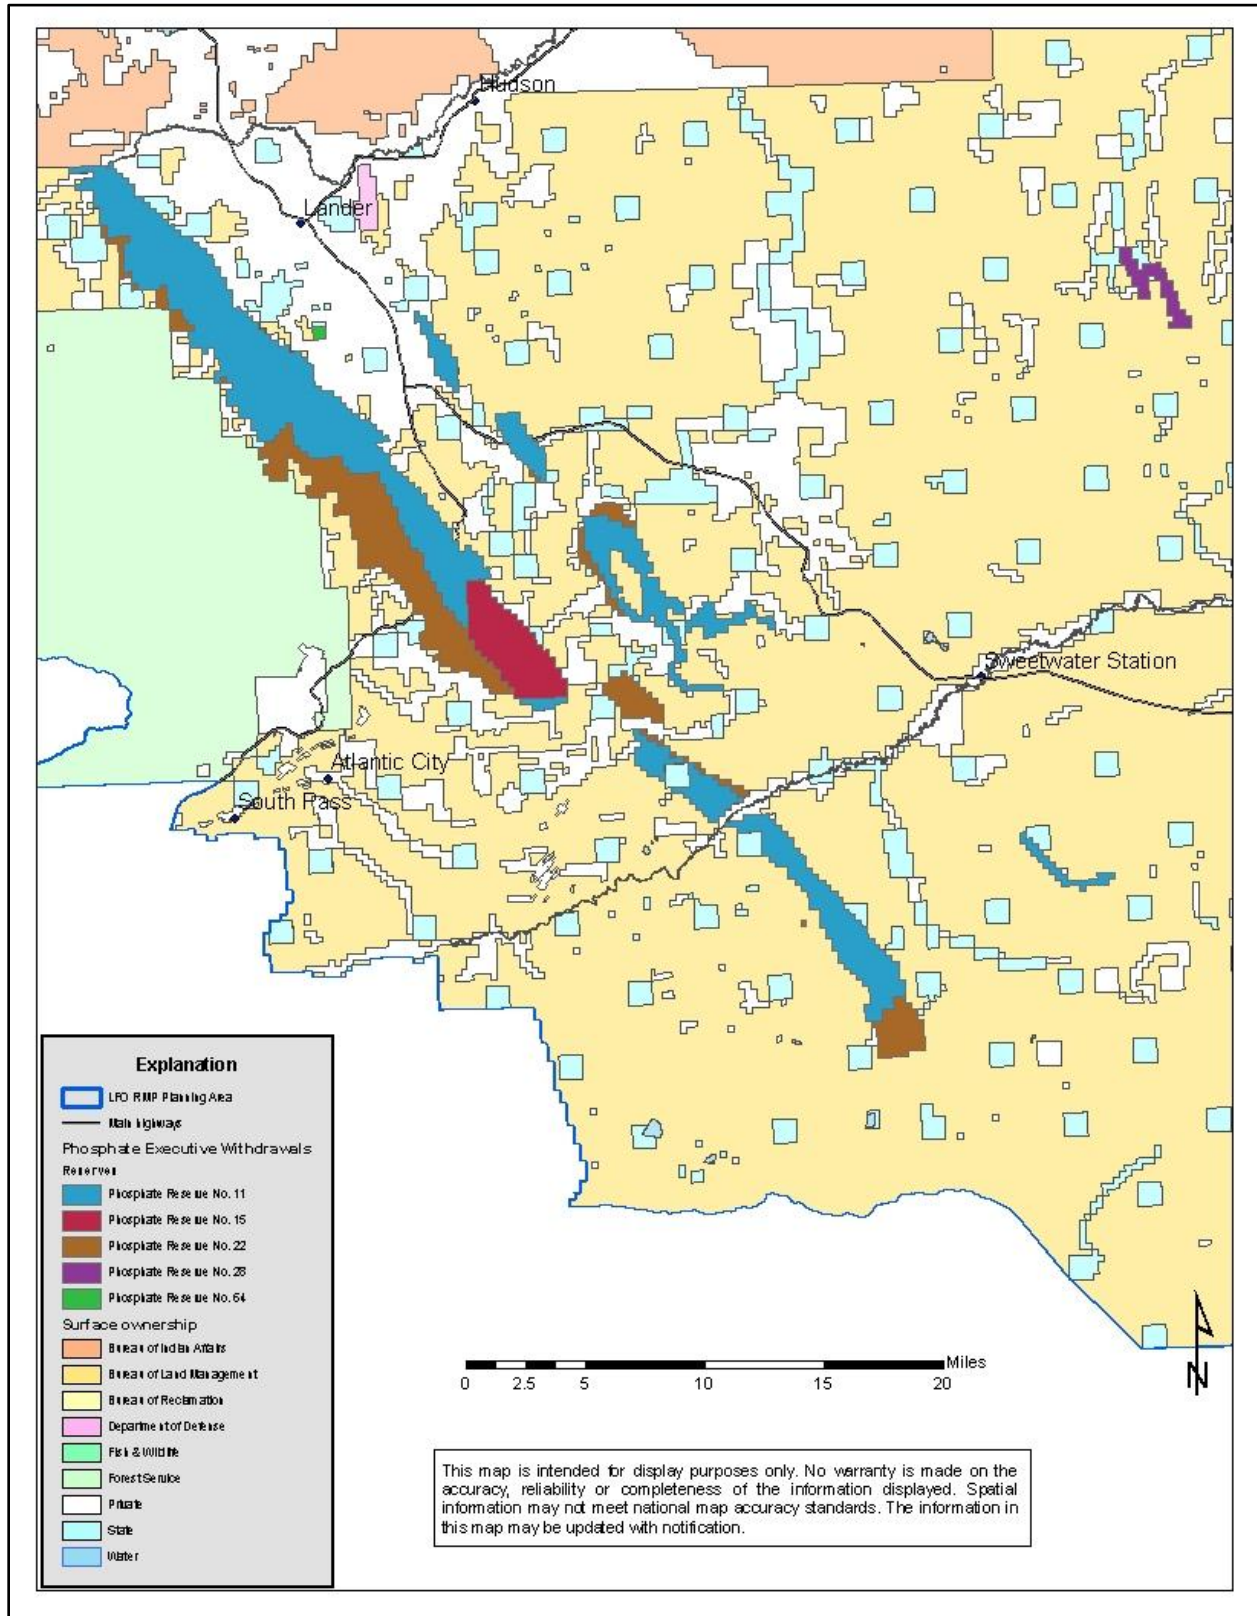 Hudson
Lander
Sweetwater Station
Atlantic City
South Pass
Explanation
LFO RMP Planning Area
Main highways
Phosphate Executive Withdrawals
Reserves
Phosphate Reserve No. 11
Phosphate Reserve No. 15
Phosphate Reserve No. 22
Phosphate Reserve No. 28
Phosphate Reserve No. 64
Surface ownership
Bureau of Indian Affairs
Bureau of Land Management
Bureau of Reclamation
Department of Defense
Fish & Wildlife
Forest Service
Private
State
Water
Miles
0 2.5 5 10 15 20
N
This map is intended for display purposes only. No warranty is made on the
accuracy, reliability or completeness of the information displayed. Spatial
information may not meet national map accuracy standards. The information in
this map may be updated with notification.